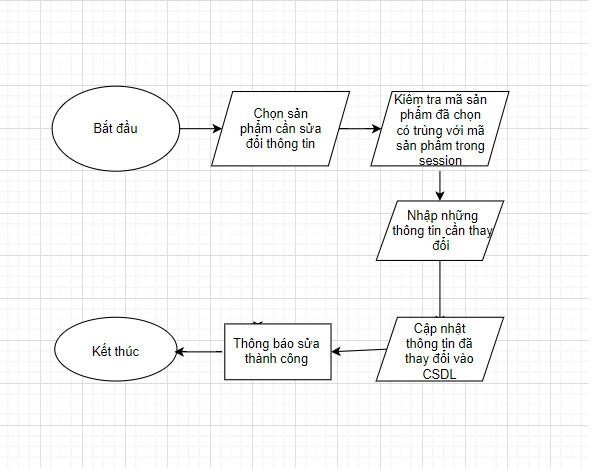 Bắt đầu
Chọn sản
phẩm cần sửa
đổi thông tin
Kiểm tra mã sản
phẩm đã chọn
có trùng với mã
sản phẩm trong
session
Nhập những
thông tin cần thay
đổi
Cập nhật
thông tin đã
thay đổi vào
CSDL
Thông báo sửa
thành công
Kết thúc